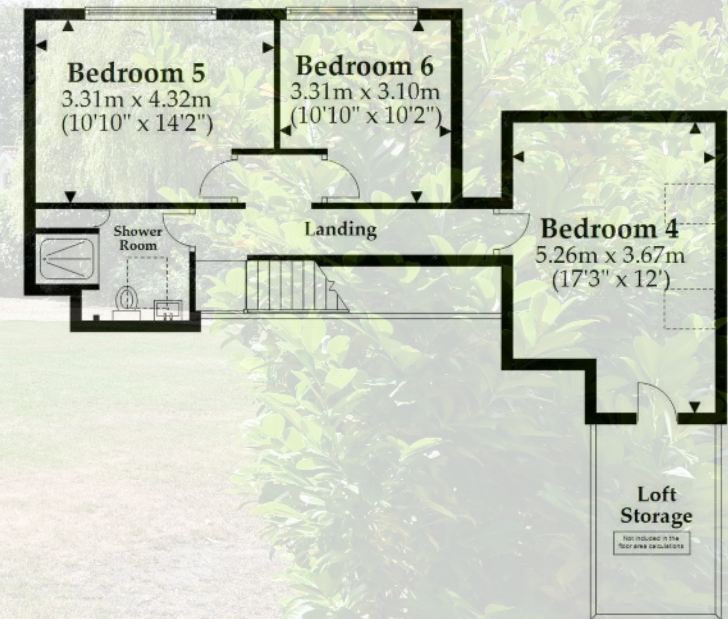 Bedroom 5
3.31m x 4.32m
(10'10" x 14'2")
Bedroom 6
3.31m x 3.10m
(10'10" x 10'2")
Shower
Room
Landing
Bedroom 4
5.26m x 3.67m
(17'3" x 12')
Loft
Storage
Not included in the
floor area calculations